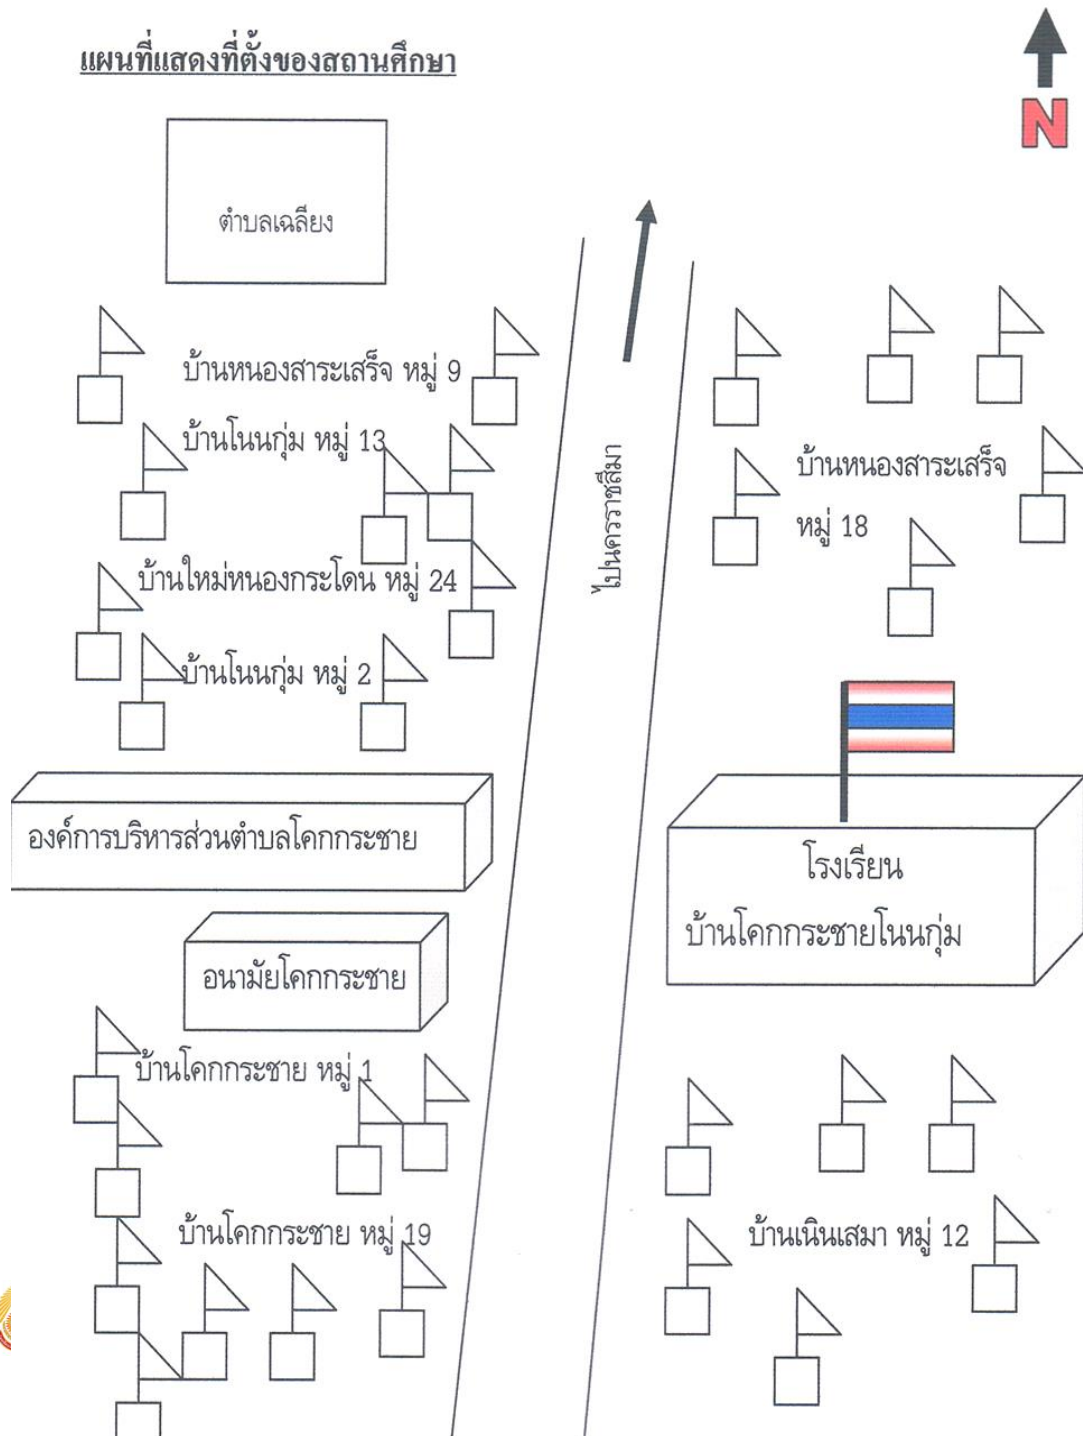 แผนที่แสดงที่ตั้งของสถานศึกษา
N
ตำบลเฉลียง
บ้านหนองสาระเสร็จ หมู่ 9
บ้านโนนกุ่ม หมู่ 13
บ้านใหม่หนองกระโดน หมู่ 24
บ้านโนนกุ่ม หมู่ 2
ไปนครราชสีมา
บ้านหนองสาระเสร็จ
หมู่ 18
องค์การบริหารส่วนตำบลโคกกระชาย
โรงเรียน
บ้านโคกกระชายโนนกุ่ม
อนามัยโคกกระชาย
บ้านโคกกระชาย หมู่ 1
บ้านโคกกระชาย หมู่ 19
บ้านเนินเสมา หมู่ 12